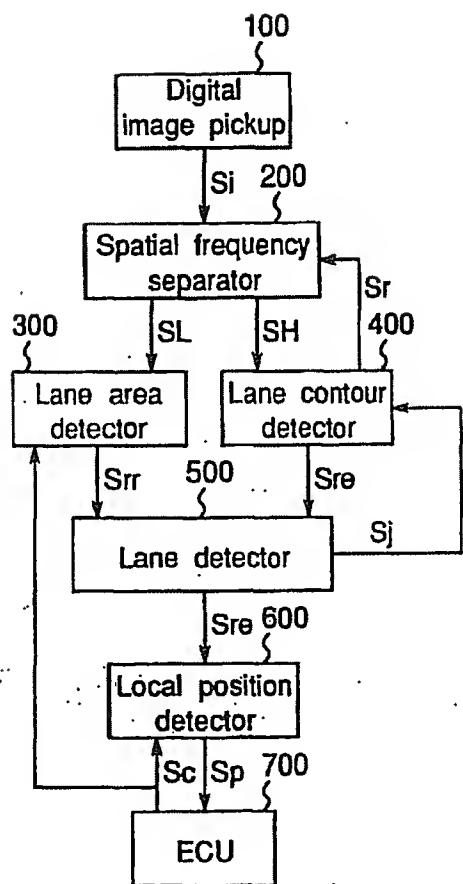 100
Digital
image pickup
Si
200
Spatial frequency
separator
Sr
300
SL
SH
400
Lane area
detector
Lane contour
detector
Srr
500
Sre
Lane detector
Sj
Sre
600
Local position
detector
Sc
Sp
700
ECU